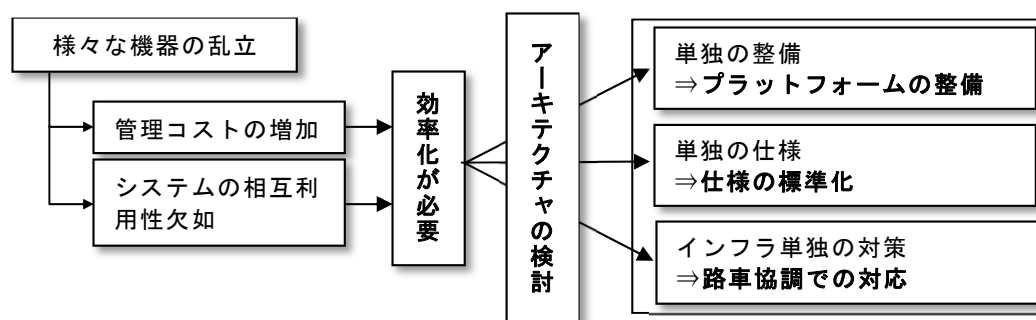 様々な機器の乱立
管理コストの増加
システムの相互利
用性欠如
効率化が必要
アーキテクチャの検討
単独の整備
⇒プラットフォームの整備
単独の仕様
⇒仕様の標準化
インフラ単独の対策
⇒路車協調での対応